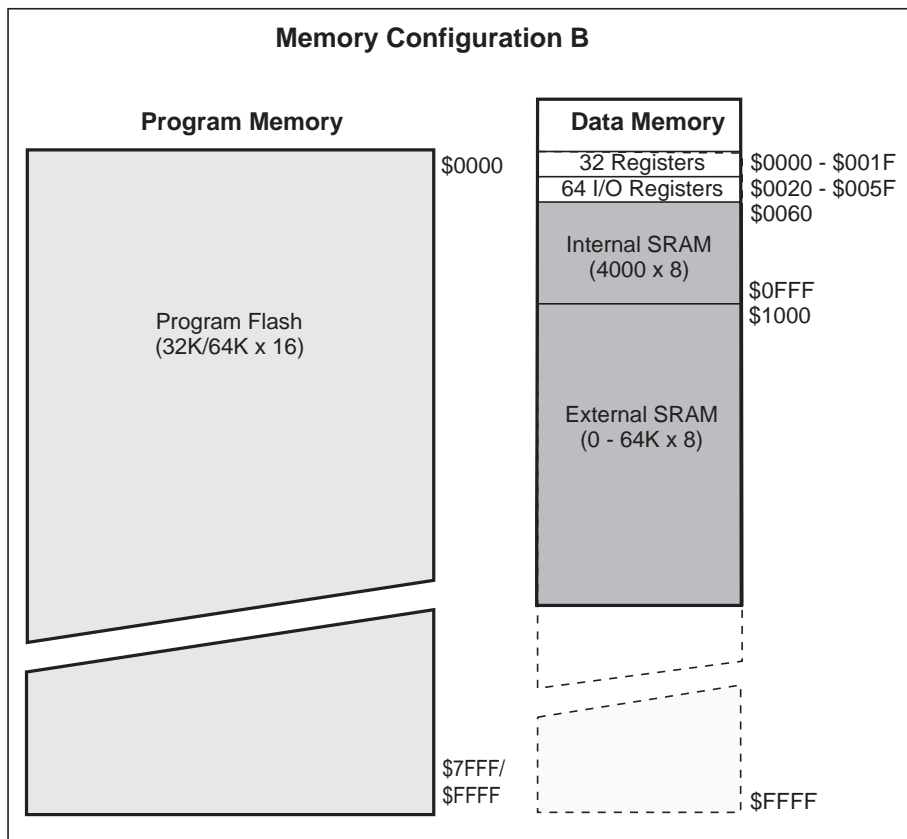 Memory Configuration B
Program Memory
$0000
Program Flash
(32K/64K x 16)
$7FFF/
$FFFF
Data Memory
32 Registers
$0000 - $001F
64 I/O Registers
$0020 - $005F
$0060
Internal SRAM
(4000 x 8)
$0FFF
$1000
External SRAM
(0 - 64K x 8)
$FFFF